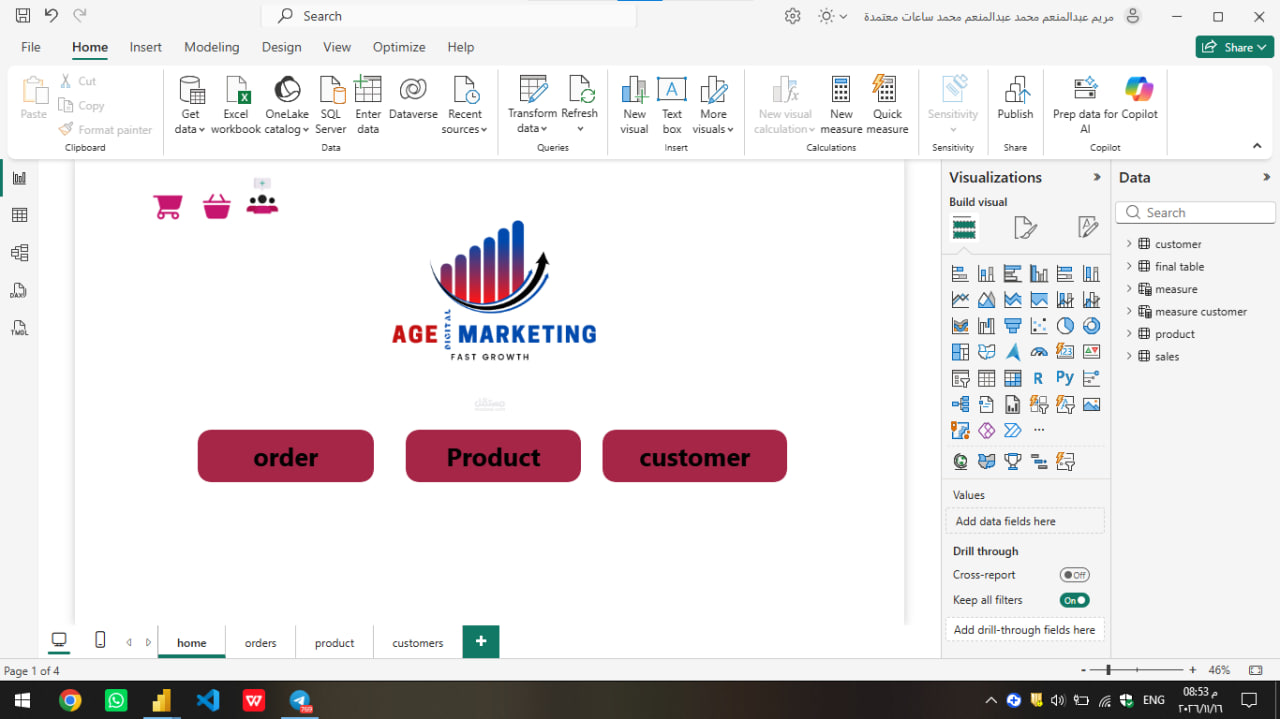 Search
مريم عبدالمنعم محمد عبدالمنعم محمد ساعات معتمدة
File Home Insert Modeling Design View Optimize Help
Share
Paste
Cut
Copy
Format painter
Clipboard
Get data
Excel workbook
OneLake catalog
SQL Server
Enter data
Dataverse
Recent sources
Data
Transform data
Refresh
Queries
New visual
Text box
More visuals
Insert
New visual calculation
New measure
Quick measure
Calculations
Sensitivity
Sensitivity
Publish
Share
Prep data for AI
Copilot
Copilot
AGE DIGITAL MARKETING
FAST GROWTH
مستقل
order
Product
customer
Visualizations
Build visual
R
Py
123
Values
Add data fields here
Drill through
Cross-report
Off
Keep all filters
On
Add drill-through fields here
Data
Search
customer
final table
measure
measure customer
product
sales
DAX
TMDL
home orders product customers
Page 1 of 4
- + 46%
769
ENG
08:53 م